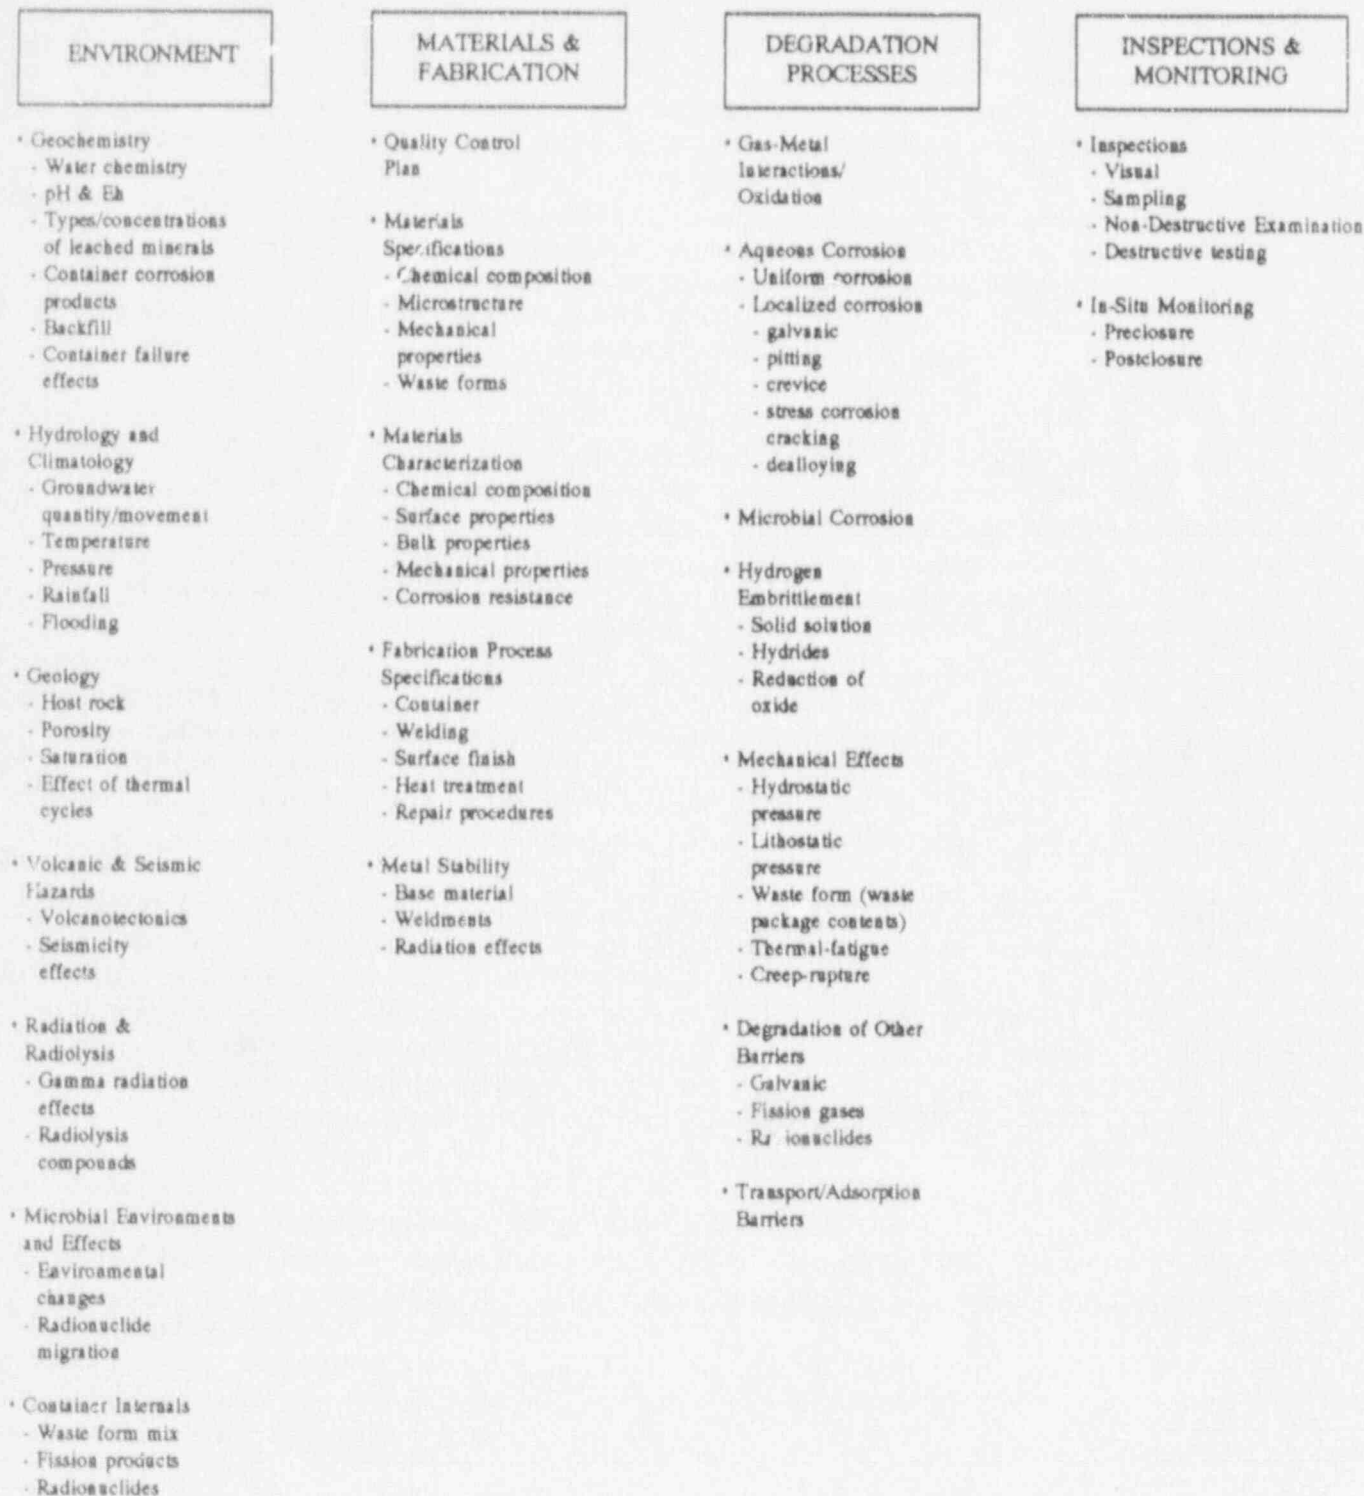 ENVIRONMENT
• Geochemistry
- Water chemistry
- pH & Eh
- Types/concentrations
of leached minerals
- Container corrosion
products
- Backfill
- Container failure
effects
• Hydrology and
Climatology
- Groundwater
quantity/movement
- Temperature
- Pressure
- Rainfall
- Flooding
• Geology
- Host rock
- Porosity
- Saturation
- Effect of thermal
cycles
• Volcanic & Seismic
Hazards
- Volcanotectonics
- Seismicity
effects
• Radiation &
Radiolysis
- Gamma radiation
effects
- Radiolysis
compounds
• Microbial Environments
and Effects
- Environmental
changes
- Radionuclide
migration
• Container Internals
- Waste form mix
- Fission products
- Radionuclides
MATERIALS &
FABRICATION
• Quality Control
Plan
• Materials
Specifications
- Chemical composition
- Microstructure
- Mechanical
properties
- Waste forms
• Materials
Characterization
- Chemical composition
- Surface properties
- Bulk properties
- Mechanical properties
- Corrosion resistance
• Fabrication Process
Specifications
- Container
- Welding
- Surface finish
- Heat treatment
- Repair procedures
• Metal Stability
- Base material
- Weldments
- Radiation effects
DEGRADATION
PROCESSES
• Gas-Metal
Interactions/
Oxidation
• Aqueous Corrosion
- Uniform corrosion
- Localized corrosion
- galvanic
- pitting
- crevice
- stress corrosion
cracking
- dealloying
• Microbial Corrosion
• Hydrogen
Embrittlement
- Solid solution
- Hydrides
- Reduction of
oxide
• Mechanical Effects
- Hydrostatic
pressure
- Lithostatic
pressure
- Waste form (waste
package contents)
- Thermal-fatigue
- Creep-rupture
• Degradation of Other
Barriers
- Galvanic
- Fission gases
- Ra ionuclides
• Transport/Adsorption
Barriers
INSPECTIONS &
MONITORING
• Inspections
- Visual
- Sampling
- Non-Destructive Examination
- Destructive testing
• In-Situ Monitoring
- Preclosure
- Postclosure